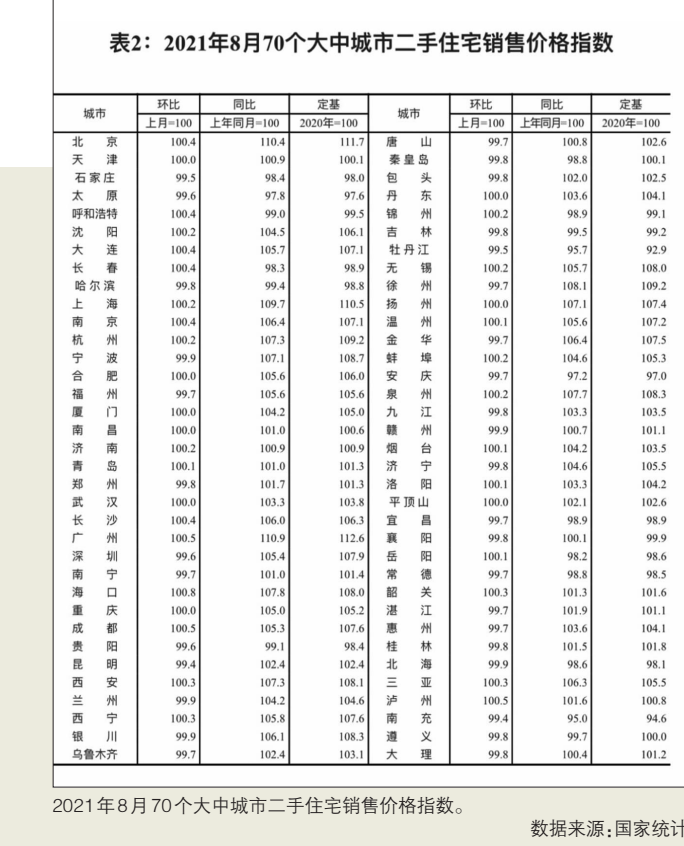 表2：2021年8月70个大中城市二手住宅销售价格指数
城市 环比 同比 定基 城市 环比 同比 定基
上月=100 上年同月=100 2020年=100 上月=100 上年同月=100 2020年=100
北京 100.4 110.4 111.7 唐山 99.7 100.8 102.6
天津 100.0 100.9 100.1 秦皇岛 99.8 98.8 100.1
石家庄 99.5 98.4 98.0 包头 99.8 102.0 102.5
太原 99.6 97.8 97.6 丹东 100.0 103.6 104.1
呼和浩特 100.4 99.0 99.5 锦州 100.2 98.9 99.1
沈阳 100.2 104.5 106.1 吉林 99.8 99.5 99.2
大连 100.4 105.7 107.1 牡丹江 99.5 95.7 92.9
长春 100.4 98.3 98.9 无锡 100.2 105.7 108.0
哈尔滨 99.8 99.4 98.8 徐州 99.7 108.1 109.2
上海 100.2 109.7 110.5 扬州 100.0 107.1 107.4
南京 100.4 106.4 107.1 温州 100.1 105.6 107.2
杭州 100.2 107.3 109.2 金华 99.7 106.4 107.5
宁波 99.9 107.1 108.7 蚌埠 100.2 104.6 105.3
合肥 100.0 105.6 106.0 安庆 99.7 97.2 97.0
福州 99.7 105.6 105.6 泉州 100.2 107.7 108.3
厦门 100.0 104.2 105.0 九江 99.8 103.3 103.5
南昌 100.0 101.0 100.6 赣州 99.9 100.7 101.1
济南 100.2 100.9 100.9 烟台 100.1 104.2 103.5
青岛 100.1 101.0 101.3 济宁 99.8 104.6 105.5
郑州 99.8 101.7 101.3 洛阳 100.1 103.3 104.2
武汉 100.0 103.3 103.8 平顶山 100.0 102.1 102.6
长沙 100.4 106.0 106.3 宜昌 99.7 98.9 98.9
广州 100.5 110.9 112.6 襄阳 99.8 100.1 99.9
深圳 99.6 105.4 107.9 岳阳 100.1 98.2 98.6
南宁 99.7 101.0 101.4 常德 99.7 98.8 98.5
海口 100.8 107.8 108.0 韶关 100.3 101.3 101.6
重庆 100.0 105.0 105.2 湛江 99.7 101.9 101.1
成都 100.5 105.3 107.6 惠州 99.7 103.6 104.1
贵阳 99.6 99.1 98.4 桂林 99.8 101.5 101.8
昆明 99.4 102.4 102.4 北海 99.9 98.6 98.1
西安 100.3 107.3 108.1 三亚 100.3 106.3 105.5
兰州 99.9 104.2 104.6 泸州 100.5 101.6 100.8
西宁 100.3 105.8 107.6 南充 99.4 95.0 94.6
银川 99.9 106.1 108.3 遵义 99.8 99.7 100.0
乌鲁木齐 99.7 102.4 103.1 大理 99.8 100.4 101.2
2021年8月70个大中城市二手住宅销售价格指数。
数据来源：国家统计